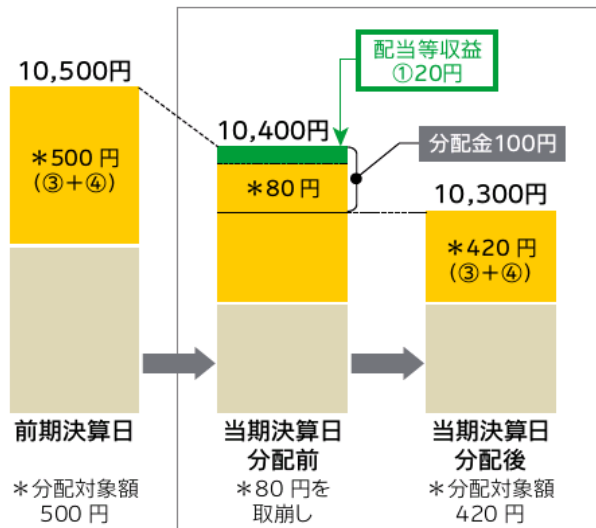 配当等収益
①20円
10,500円
10,400円
分配金100円
＊500円
(③+④)
＊80円
10,300円
＊420円
(③+④)
前期決算日
＊分配対象額
500円
当期決算日
分配前
＊80円を
取崩し
当期決算日
分配後
＊分配対象額
420円